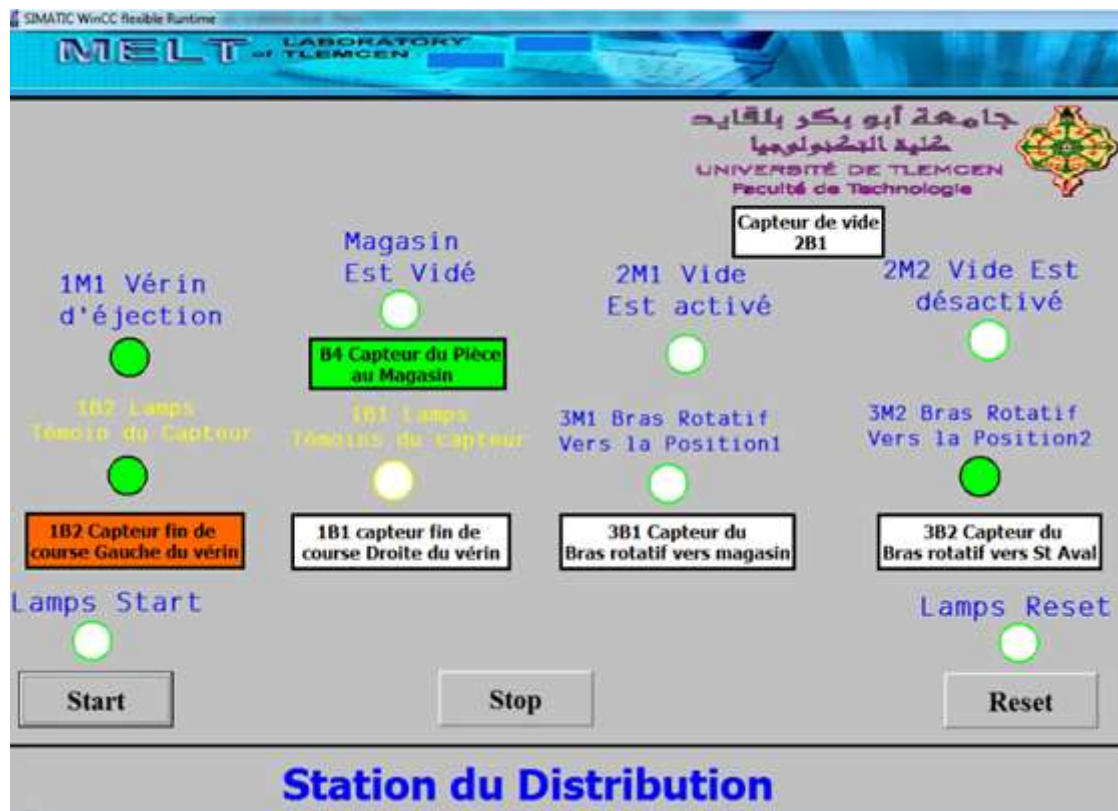 SIMATIC WinCC flexible Runtime
MELT of LABORATORY
TLEMCEN
جامعة أبو بكر بلقايد
كلية التكنولوجيا
UNIVERSITÉ DE TLEMCEN
Faculté de Technologie
Capteur de vide
2B1
1M1 Vérin
d'éjection
Magasin
Est Vidé
2M1 Vide
Est activé
2M2 Vide Est
désactivé
B4 Capteur du Pièce
au Magasin
1B2 Lamps
Témoin du Capteur
1B1 Lamps
Témoins du capteur
3M1 Bras Rotatif
Vers la Position1
3M2 Bras Rotatif
Vers la Position2
1B2 Capteur fin de
course Gauche du vérin
1B1 capteur fin de
course Droite du vérin
3B1 Capteur du
Bras rotatif vers magasin
3B2 Capteur du
Bras rotatif vers St Aval
Lamps Start
Lamps Reset
Start
Stop
Reset
Station du Distribution